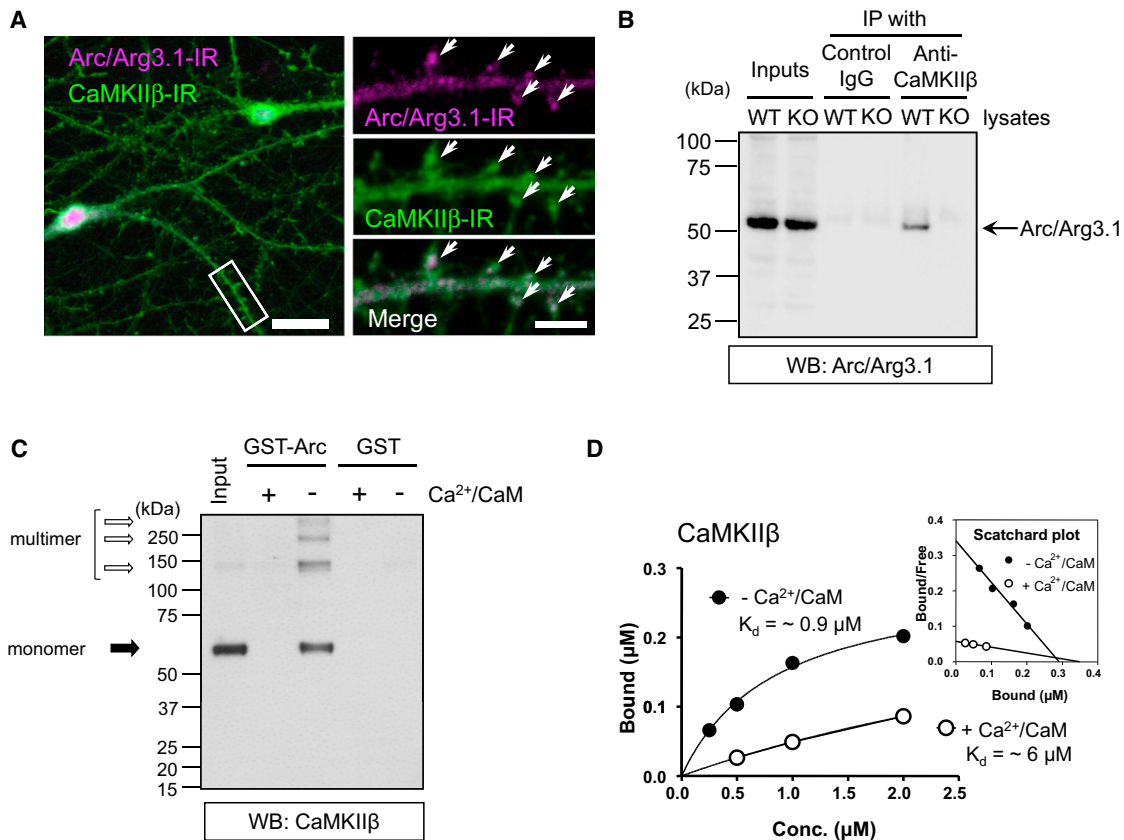 A
Arc/Arg3.1-IR
CaMKIIβ-IR
Arc/Arg3.1-IR
CaMKIIβ-IR
Merge
B
IP with
Inputs
Control
IgG
Anti-
CaMKIIβ
(kDa)
WT KO WT KO WT KO lysates
100
75
50
37
25
Arc/Arg3.1
WB: Arc/Arg3.1
C
Input
GST-Arc GST
+ - + - Ca²⁺/CaM
(kDa)
multimer
250
150
100
75
monomer
50
37
25
20
15
WB: CaMKIIβ
D
CaMKIIβ
- Ca²⁺/CaM
K_d = ~ 0.9 µM
+ Ca²⁺/CaM
K_d = ~ 6 µM
Bound (µM)
0.3
0.2
0.1
0.0
0.0 0.5 1.0 1.5 2.0 2.5
Conc. (µM)
Scatchard plot
- Ca²⁺/CaM
+ Ca²⁺/CaM
Bound/Free
0.4
0.3
0.2
0.1
0.0
0.0 0.1 0.2 0.3 0.4
Bound (µM)